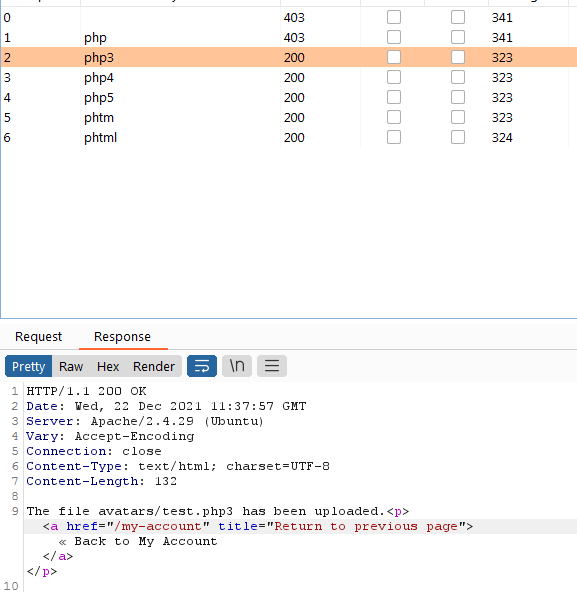 0 403 341
1 php 403 341
2 php3 200 323
3 php4 200 323
4 php5 200 323
5 phtm 200 323
6 phtml 200 324
Request Response
Pretty Raw Hex Render \n
1 HTTP/1.1 200 OK
2 Date: Wed, 22 Dec 2021 11:37:57 GMT
3 Server: Apache/2.4.29 (Ubuntu)
4 Vary: Accept-Encoding
5 Connection: close
6 Content-Type: text/html; charset=UTF-8
7 Content-Length: 132
8
9 The file avatars/test.php3 has been uploaded.<p>
<a href="/my-account" title="Return to previous page">
« Back to My Account
</a>
</p>
10